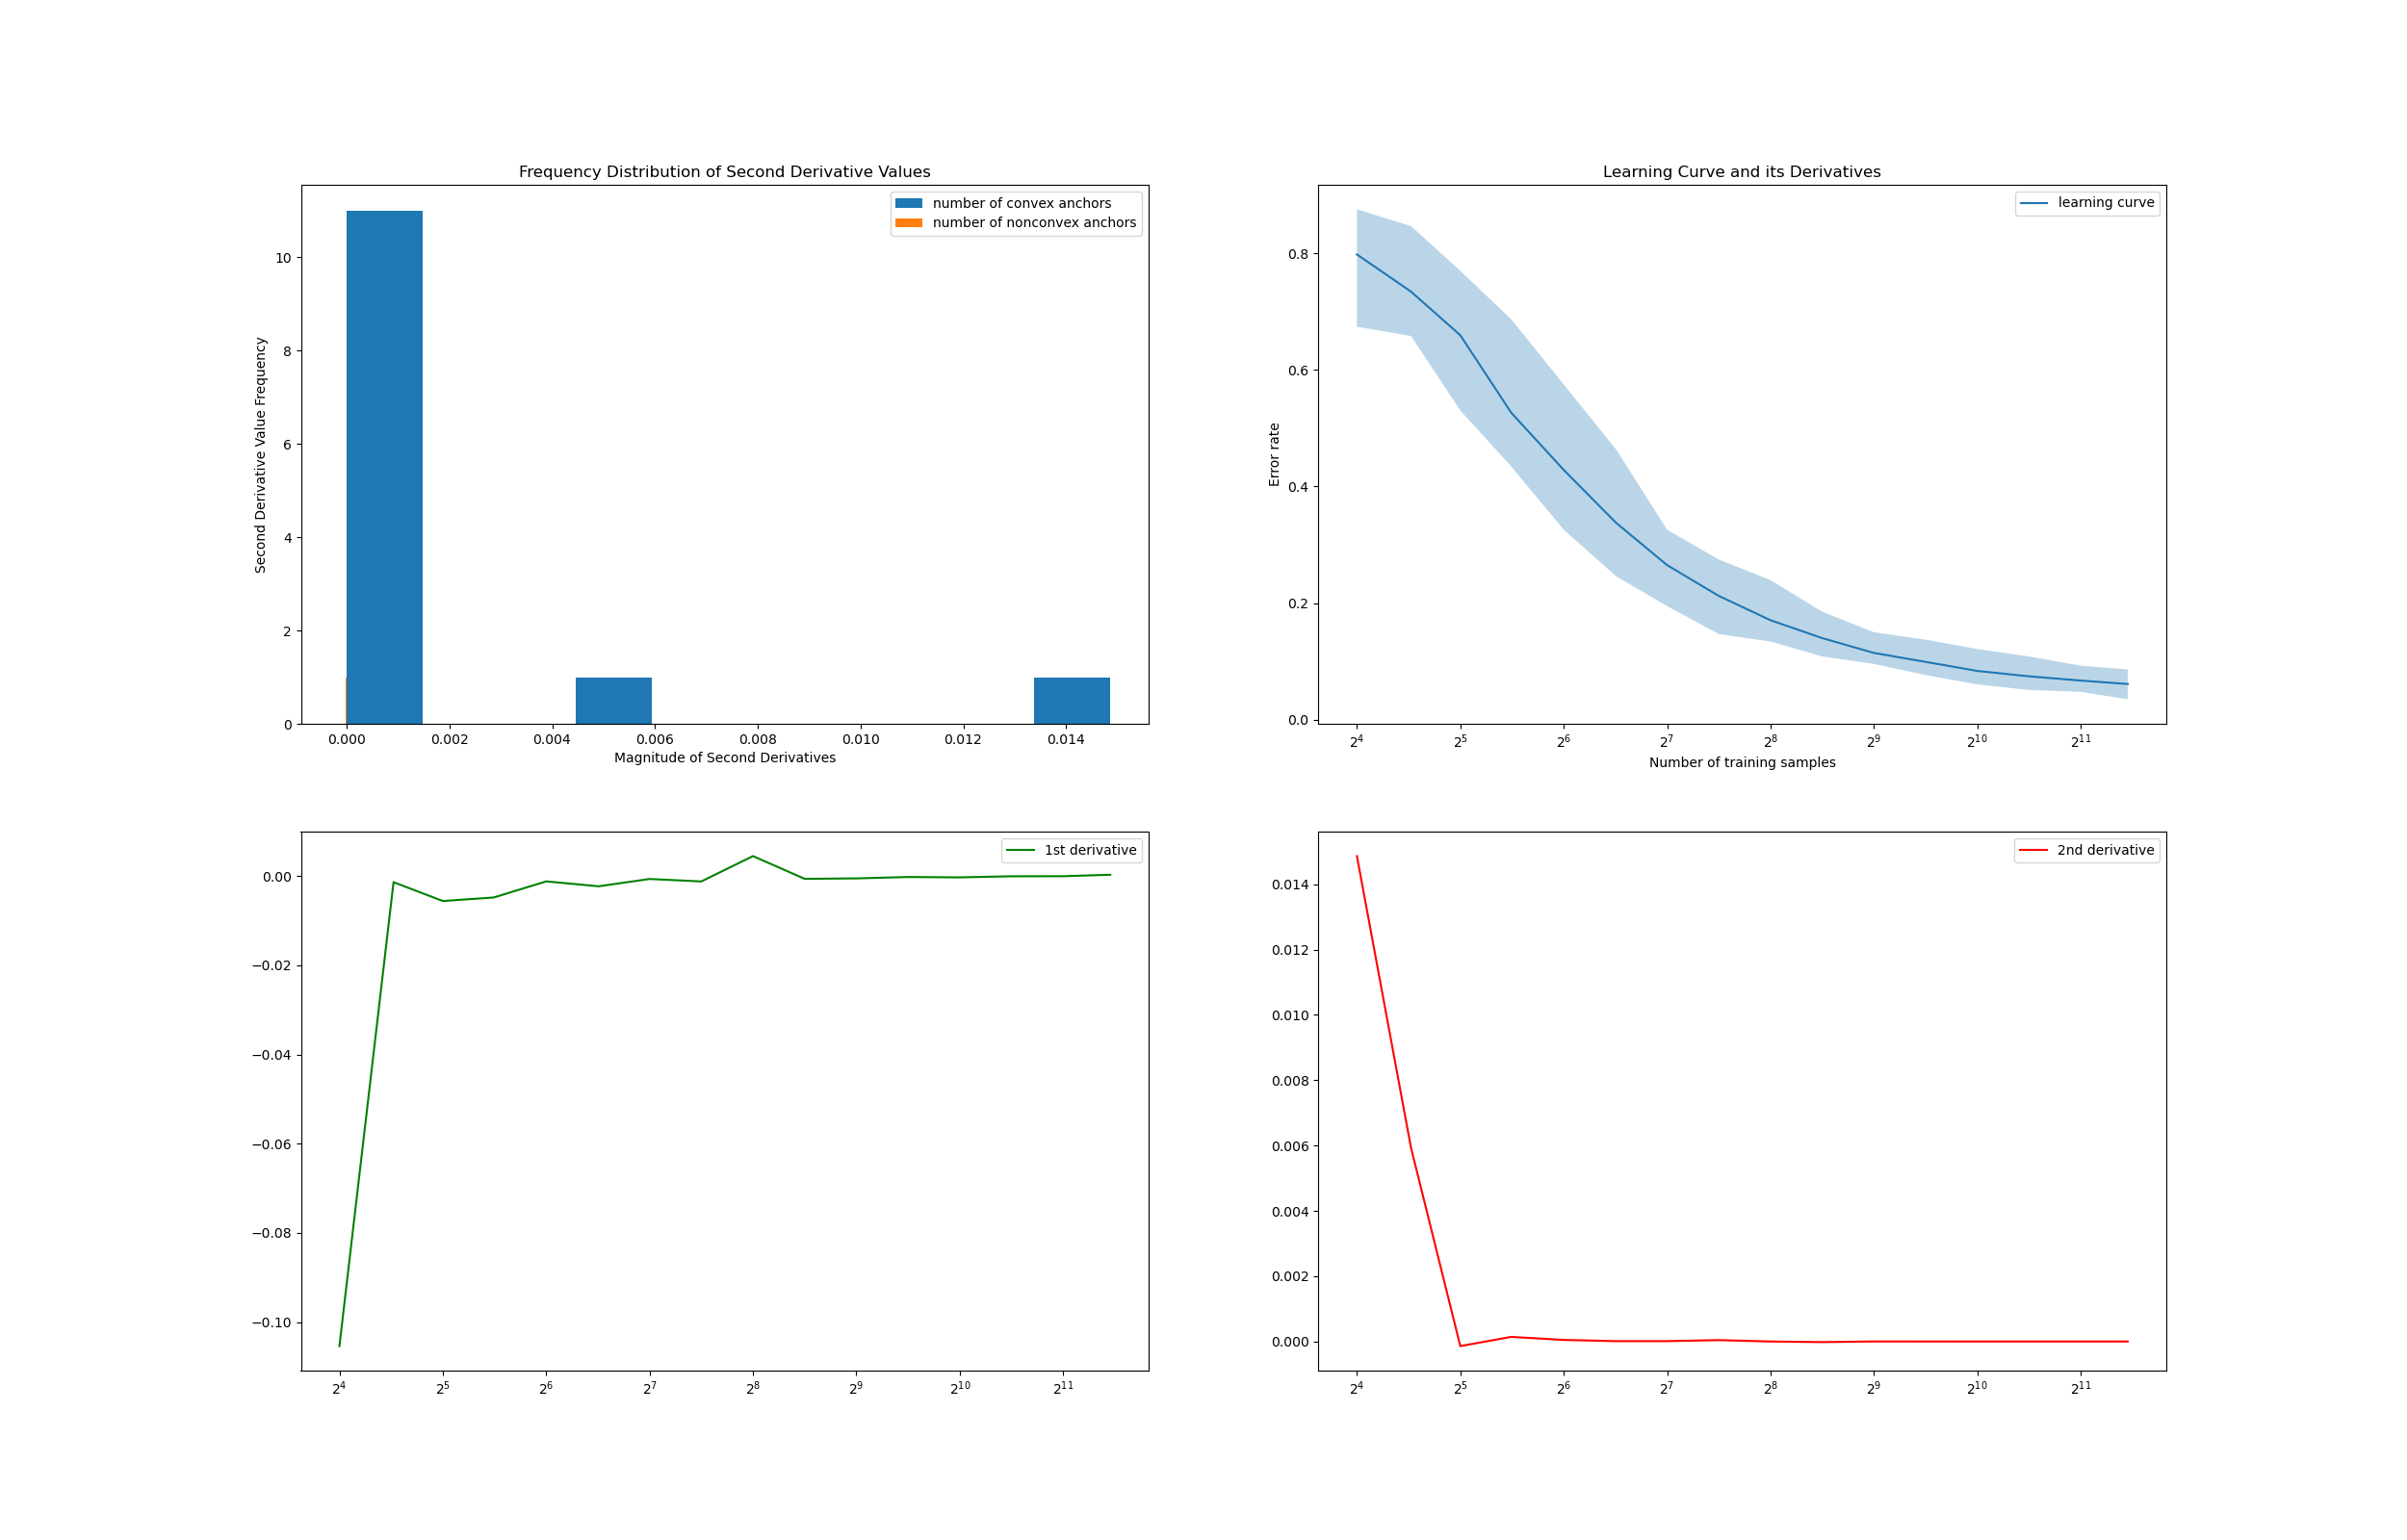 Frequency Distribution of Second Derivative Values
number of convex anchors
number of nonconvex anchors
Second Derivative Value Frequency
10
8
6
4
2
0
0.000 0.002 0.004 0.006 0.008 0.010 0.012 0.014
Magnitude of Second Derivatives
Learning Curve and its Derivatives
learning curve
Error rate
0.8
0.6
0.4
0.2
0.0
2⁴ 2⁵ 2⁶ 2⁷ 2⁸ 2⁹ 2¹⁰ 2¹¹
Number of training samples
1st derivative
0.00
−0.02
−0.04
−0.06
−0.08
−0.10
2⁴ 2⁵ 2⁶ 2⁷ 2⁸ 2⁹ 2¹⁰ 2¹¹
2nd derivative
0.014
0.012
0.010
0.008
0.006
0.004
0.002
0.000
2⁴ 2⁵ 2⁶ 2⁷ 2⁸ 2⁹ 2¹⁰ 2¹¹